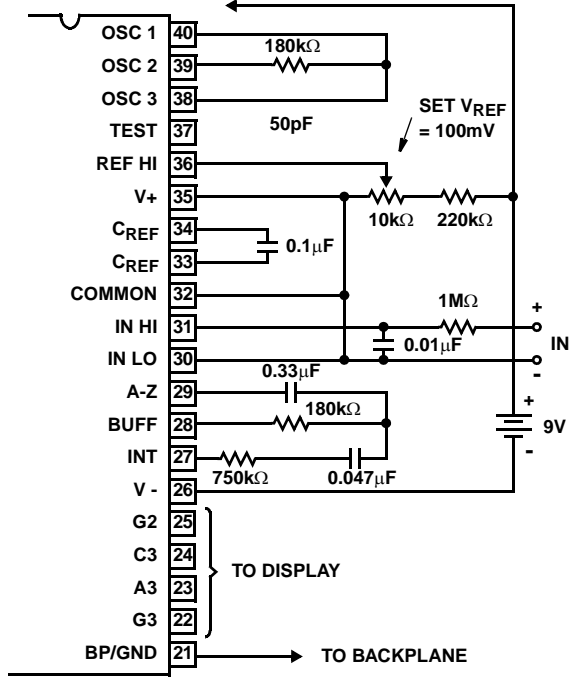 OSC 1 40
180kΩ
OSC 2 39
OSC 3 38
SET VREF
= 100mV
50pF
TEST 37
REF HI 36
V+ 35
10kΩ 220kΩ
CREF 34
0.1µF
CREF 33
COMMON 32
1MΩ
+
IN HI 31
IN
0.01µF
IN LO 30
-
0.33µF
A-Z 29
180kΩ
+
BUFF 28
9V
-
INT 27
750kΩ 0.047µF
V - 26
G2 25
C3 24
TO DISPLAY
A3 23
G3 22
BP/GND 21 TO BACKPLANE